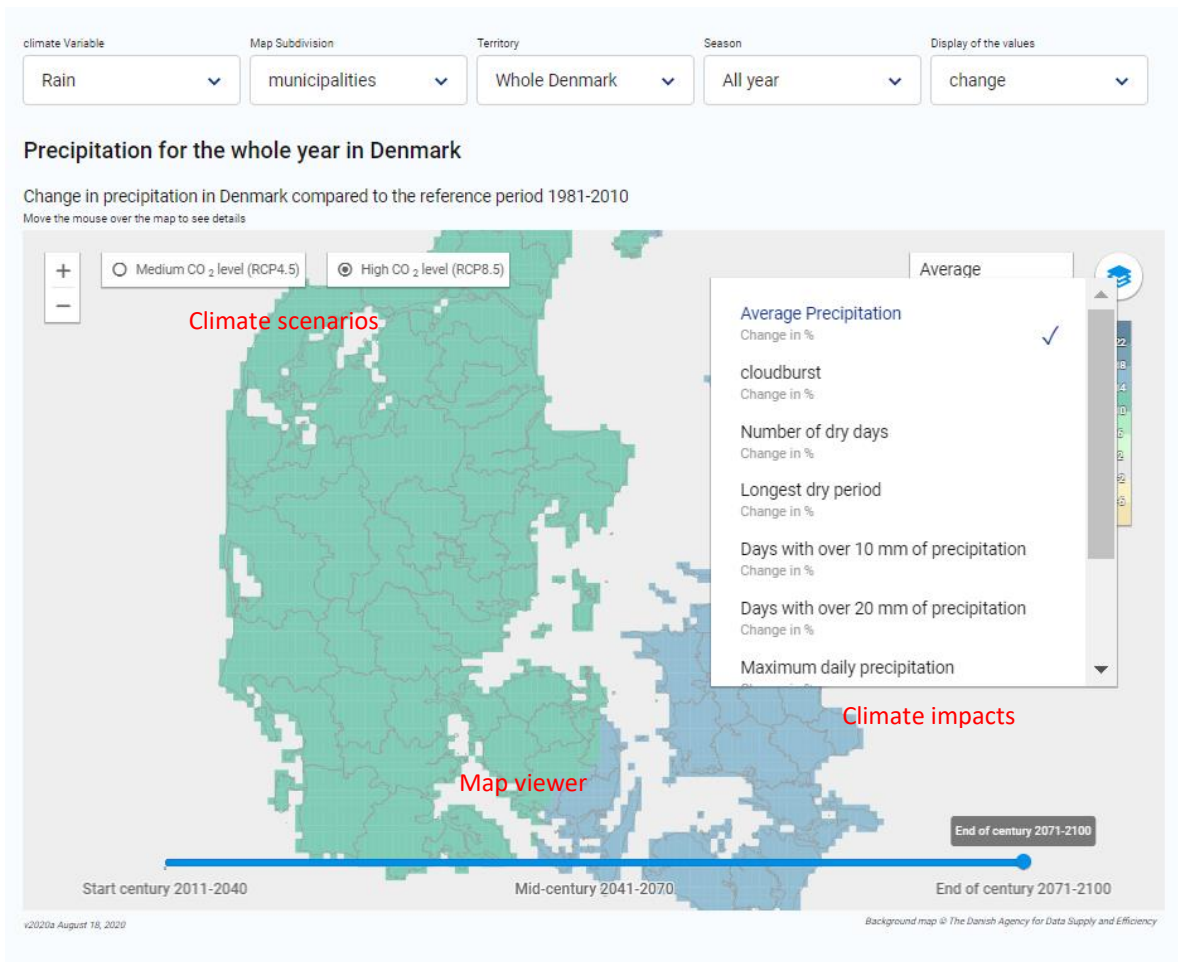 climate Variable
Map Subdivision
Territory
Season
Display of the values
Rain
municipalities
Whole Denmark
All year
change
Precipitation for the whole year in Denmark
Change in precipitation in Denmark compared to the reference period 1981-2010
Move the mouse over the map to see details
+
−
Medium CO 2 level (RCP4.5)
High CO 2 level (RCP8.5)
Average
Climate scenarios
Average Precipitation
Change in %
cloudburst
Change in %
Number of dry days
Change in %
Longest dry period
Change in %
Days with over 10 mm of precipitation
Change in %
Days with over 20 mm of precipitation
Change in %
Maximum daily precipitation
22
Climate impacts
Map viewer
End of century 2071-2100
Start century 2011-2040
Mid-century 2041-2070
End of century 2071-2100
v2020a August 18, 2020
Background map © The Danish Agency for Data Supply and Efficiency